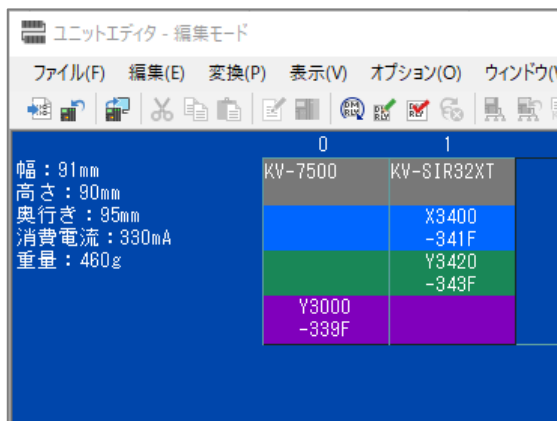 ユニットエディタ - 編集モード
ファイル(F) 編集(E) 変換(P) 表示(V) オプション(O) ウィンドウ(V
0 1
幅:91mm
高さ:90mm
奥行き:95mm
消費電流:330mA
重量:460g
KV-7500 KV-SIR32XT
X3400
-341F
Y3420
-343F
Y3000
-339F